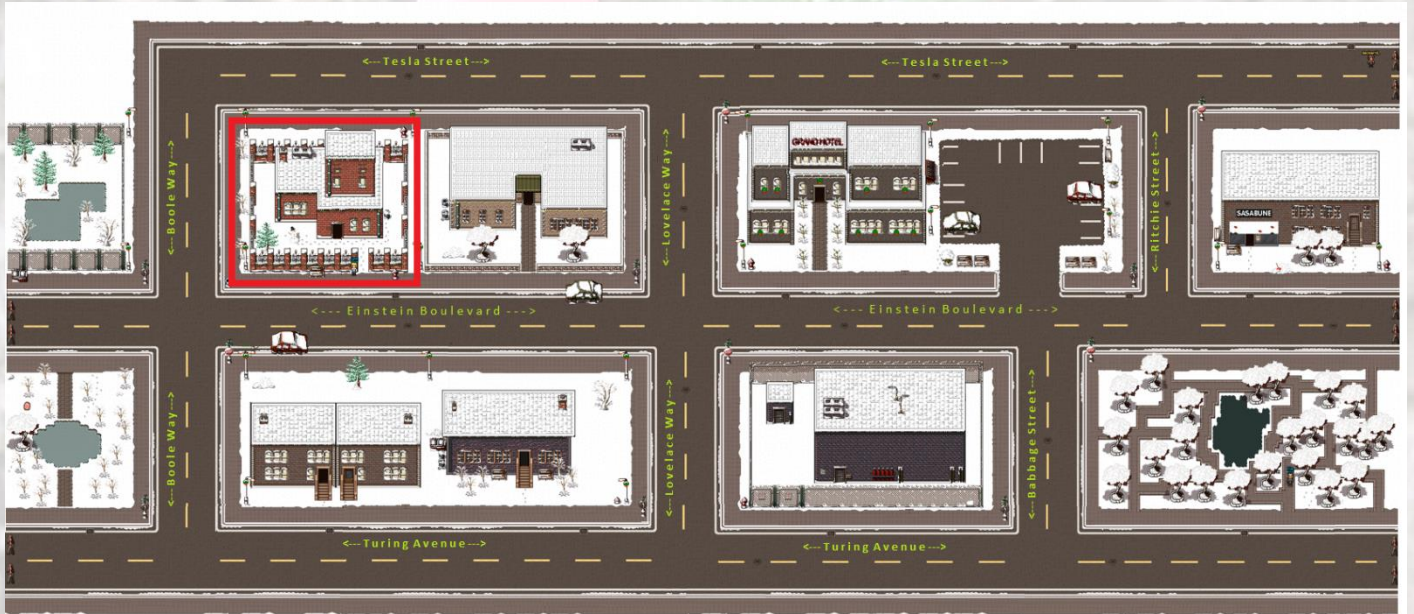 <---Tesla Street--->
<---Tesla Street--->
<---Boole Way--->
<---Lovelace Way--->
<---Ritchie Street--->
GRAND HOTEL
SASABUNE
<--- Einstein Boulevard --->
<--- Einstein Boulevard --->
<---Boole Way--->
<---Lovelace Way--->
<---Babbage Street--->
<---Turing Avenue--->
<---Turing Avenue--->